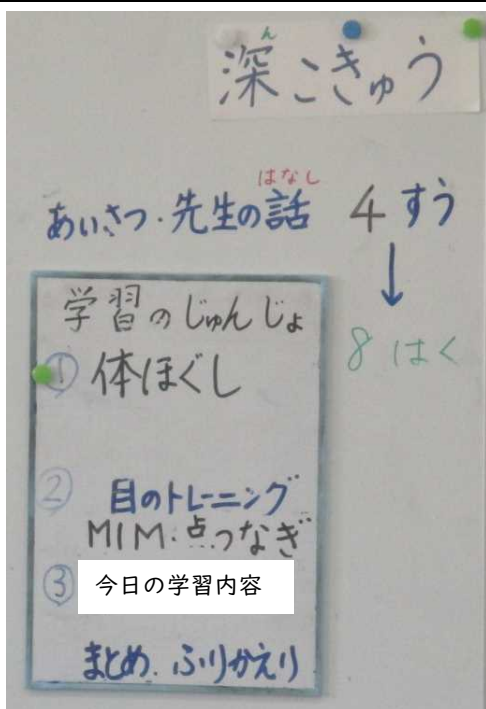 ん
深こきゅう
はなし
あいさつ・先生の話 4 すう
↓
8 はく
学習のじゅんじょ
① 体ほぐし
② 目のトレーニング
MIM・点つなぎ
③ 今日の学習内容
まとめ・ふりかえり